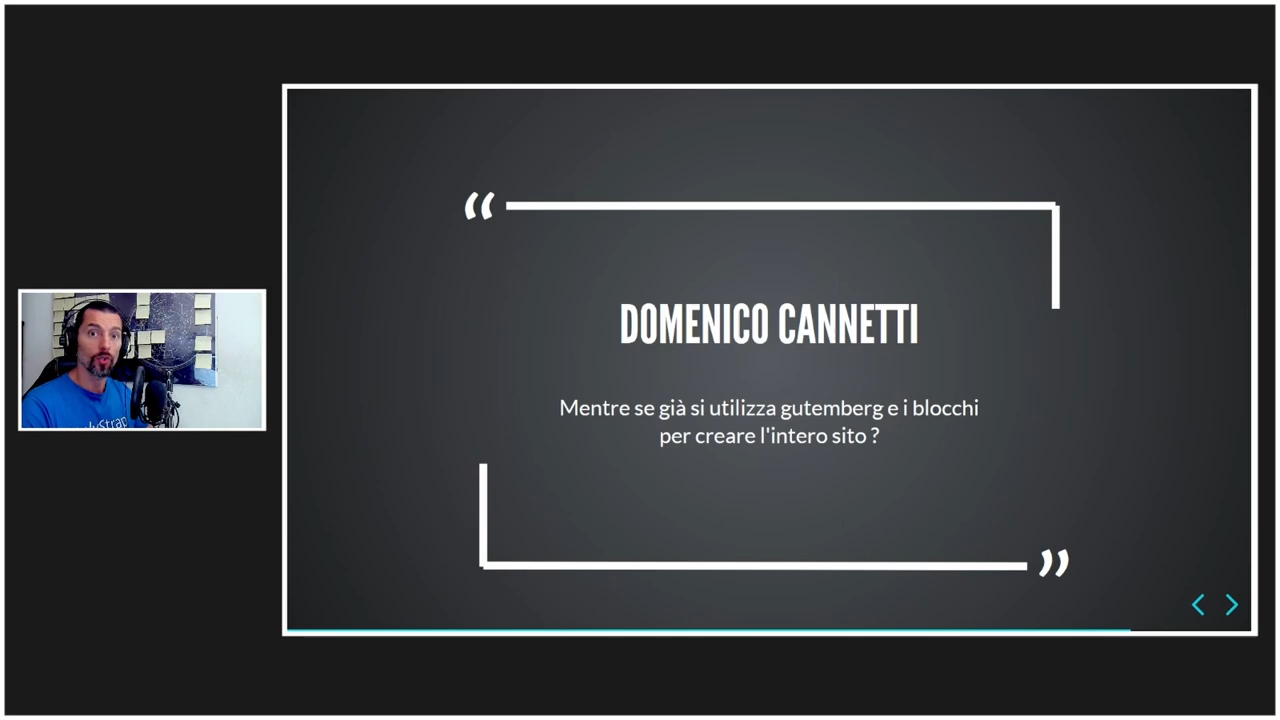 “
DOMENICO CANNETTI
Mentre se già si utilizza gutemberg e i blocchi
per creare l'intero sito ?
”